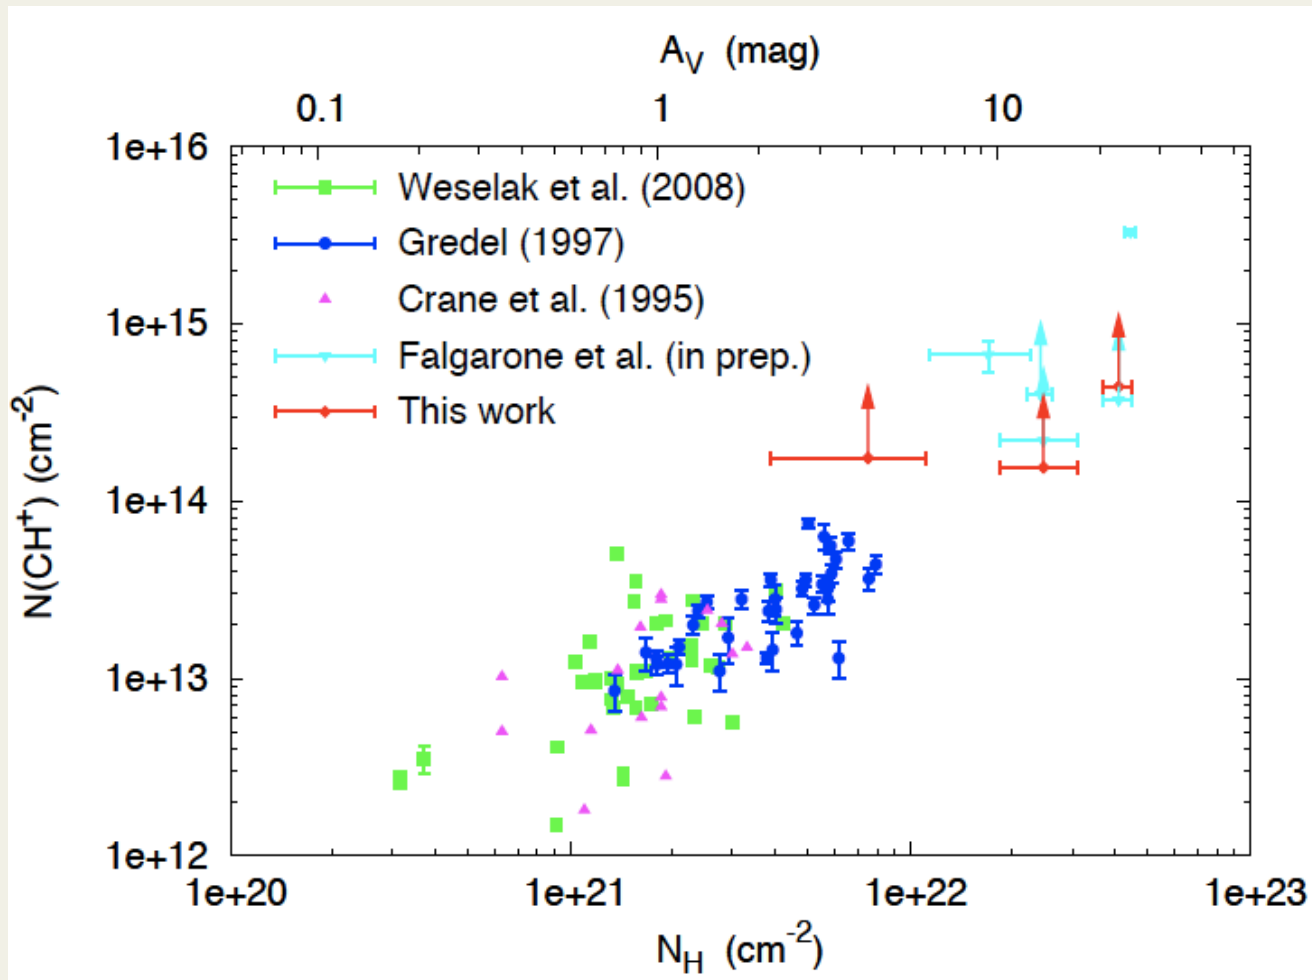 A_V (mag)
0.1 1 10
1e+16
Weselak et al. (2008)
Gredel (1997)
Crane et al. (1995)
1e+15
Falgarone et al. (in prep.)
This work
N(CH⁺) (cm⁻²)
1e+14
1e+13
1e+12
1e+20 1e+21 1e+22 1e+23
N_H (cm⁻²)